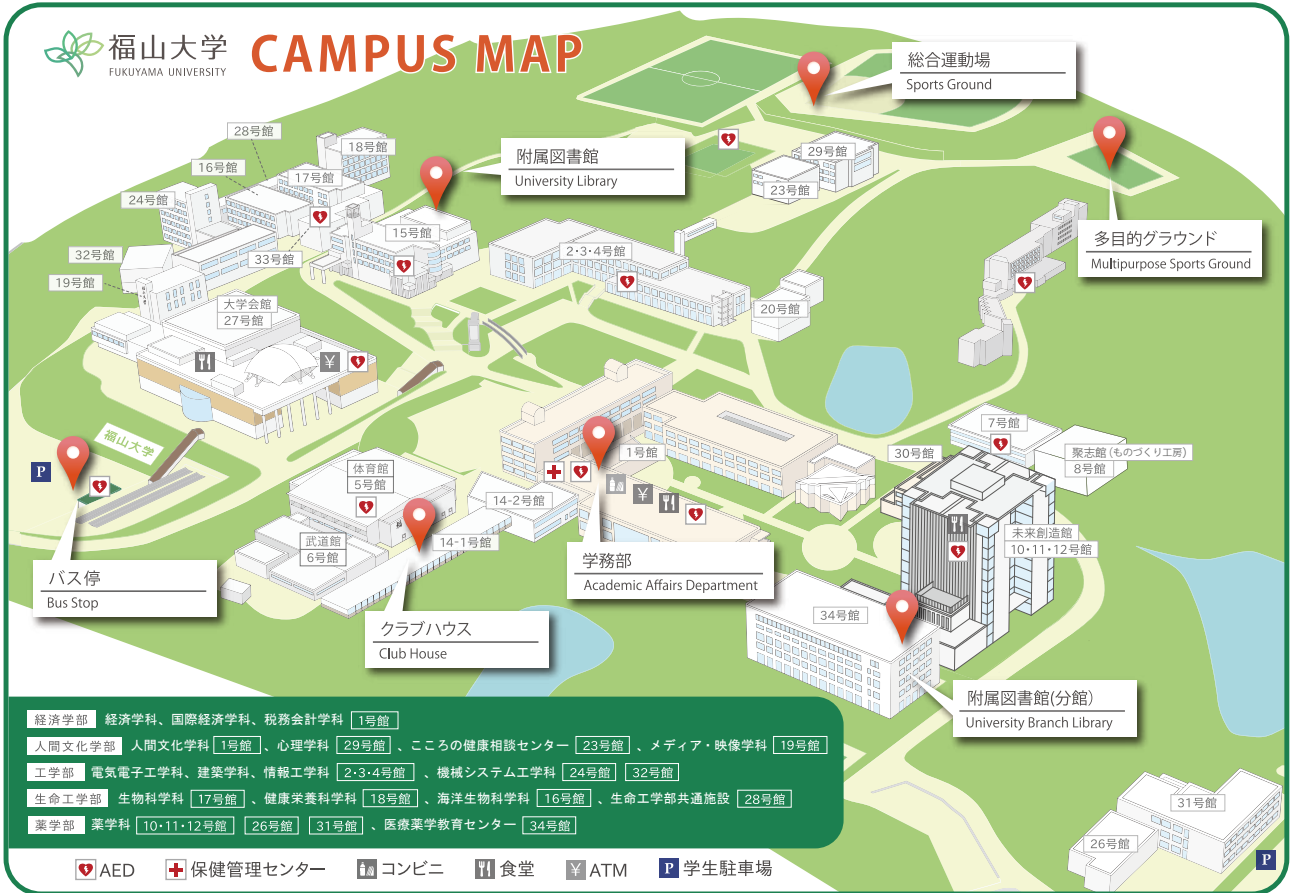 福山大学
FUKUYAMA UNIVERSITY
CAMPUS MAP
総合運動場
Sports Ground
28号館
18号館
16号館
17号館
附属図書館
University Library
29号館
23号館
24号館
15号館
2・3・4号館
多目的グラウンド
Multipurpose Sports Ground
32号館
33号館
19号館
大学会館
27号館
20号館
¥
福山大学
P
7号館
1号館
30号館
聚志館(ものづくり工房)
8号館
体育館
5号館
14-2号館
¥
武道館
6号館
14-1号館
未来創造館
10・11・12号館
バス停
Bus Stop
学務部
Academic Affairs Department
クラブハウス
Club House
34号館
附属図書館(分館)
University Branch Library
経済学部 経済学科、国際経済学科、税務会計学科 1号館
人間文化学部 人間文化学科 1号館、心理学科 29号館、こころの健康相談センター 23号館、メディア・映像学科 19号館
工学部 電気電子工学科、建築学科、情報工学科 2・3・4号館、機械システム工学科 24号館 32号館
生命工学部 生物科学科 17号館、健康栄養科学科 18号館、海洋生物科学科 16号館、生命工学部共通施設 28号館
薬学部 薬学科 10・11・12号館 26号館 31号館、医療薬学教育センター 34号館
31号館
26号館
P
AED 保健管理センター コンビニ 食堂 ¥ ATM P 学生駐車場